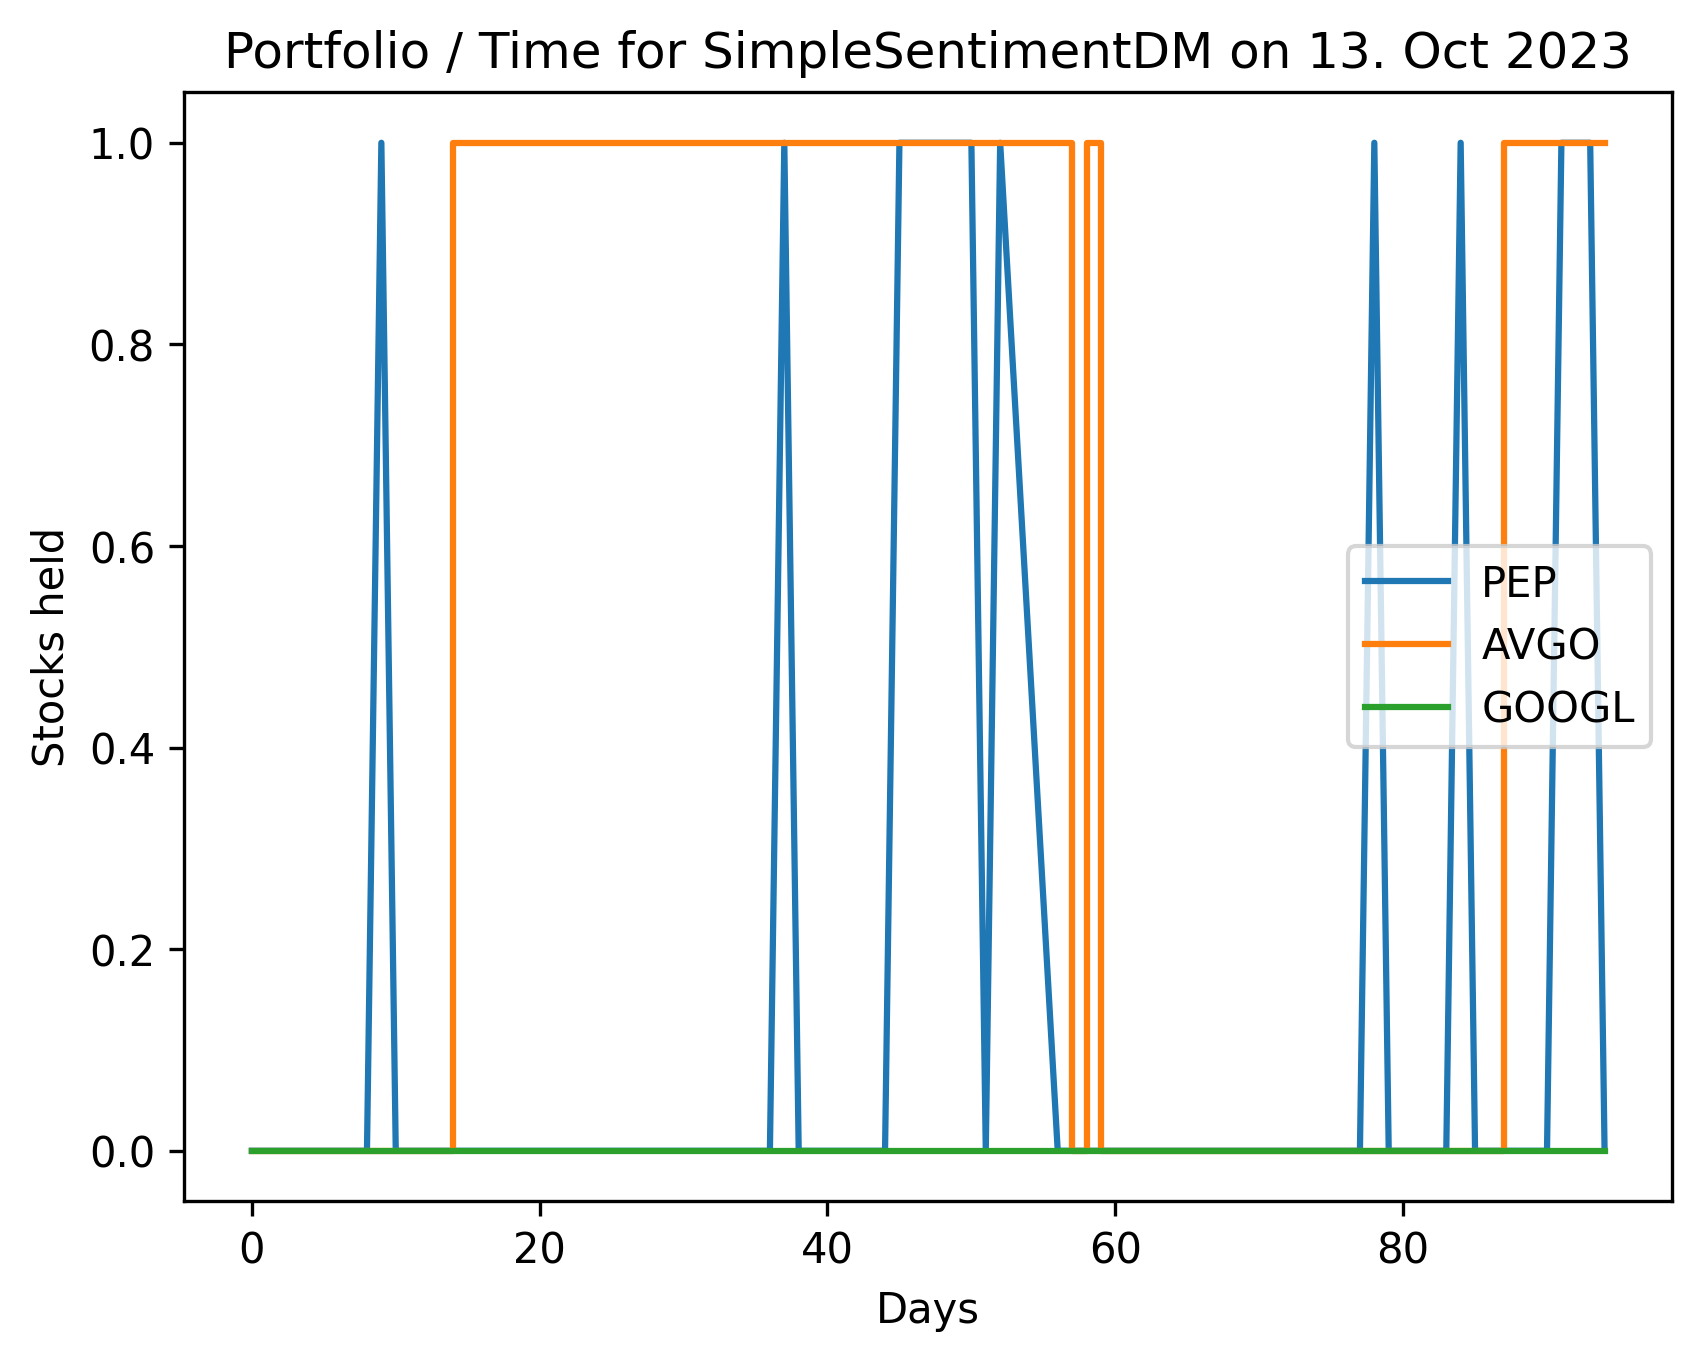 Portfolio / Time for SimpleSentimentDM on 13. Oct 2023
1.0
0.8
0.6
0.4
0.2
0.0
Stocks held
PEP
AVGO
GOOGL
0 20 40 60 80
Days